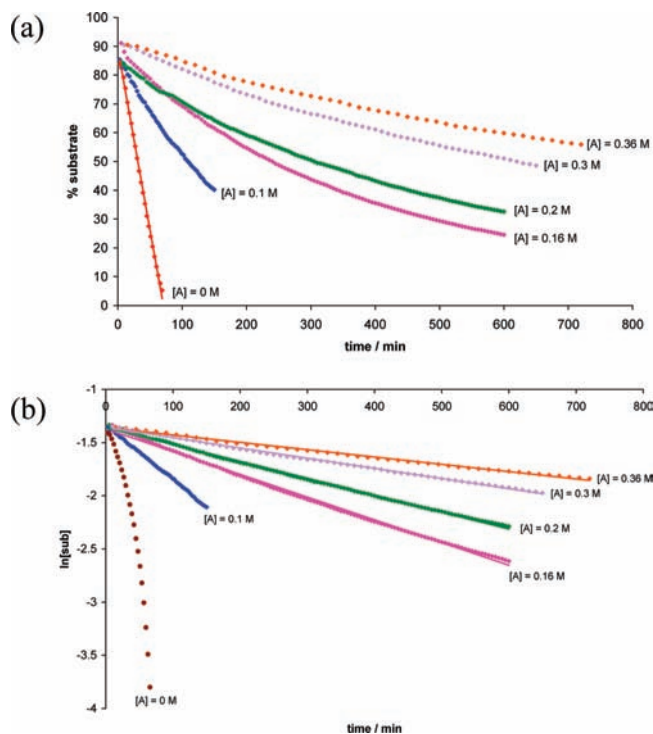 (a)
100
90
80
70
60
50
40
30
20
10
0
% substrate
[A] = 0.36 M
[A] = 0.3 M
[A] = 0.2 M
[A] = 0.16 M
[A] = 0.1 M
[A] = 0 M
0 100 200 300 400 500 600 700 800
time / min
(b)
0 100 200 300 400 500 600 700 800
-1
-1.5
-2
-2.5
-3
-3.5
-4
ln[sub]
[A] = 0.36 M
[A] = 0.3 M
[A] = 0.1 M
[A] = 0.2 M
[A] = 0.16 M
[A] = 0 M
time / min